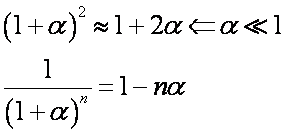 (1+α)² ≈ 1+2α ⇐ α ≪ 1
1/(1+α)ⁿ = 1−nα